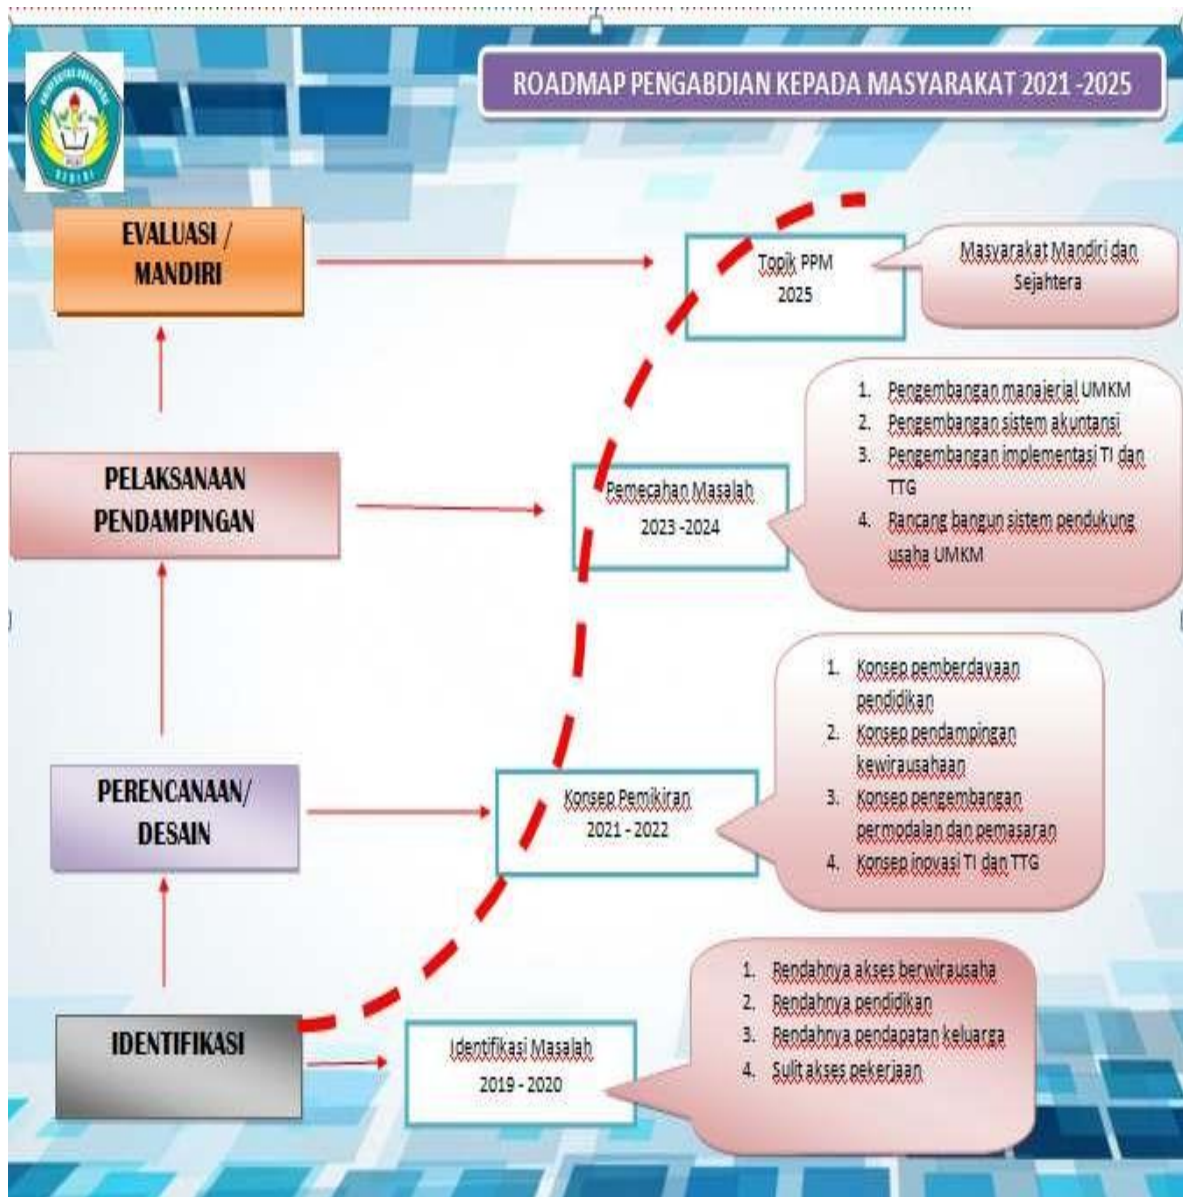 ROADMAP PENGABDIAN KEPADA MASYARAKAT 2021 -2025
EVALUASI /
MANDIRI
Topik PPM
2025
Masyarakat Mandiri dan
Sejahtera
PELAKSANAAN
PENDAMPINGAN
Pemecahan Masalah
2023 -2024
1. Pengembangan manajerial UMKM
2. Pengembangan sistem akuntansi
3. Pengembangan implementasi TI dan
TTG
4. Rancang bangun sistem pendukung
usaha UMKM
PERENCANAAN/
DESAIN
Konsep Pemikiran
2021 - 2022
1. Konsep pemberdayaan
pendidikan
2. Konsep pendampingan
kewirausahaan
3. Konsep pengembangan
permodalan dan pemasaran
4. Konsep inovasi TI dan TTG
IDENTIFIKASI
Identifikasi Masalah
2019 - 2020
1. Rendahnya akses berwirausaha
2. Rendahnya pendidikan
3. Rendahnya pendapatan keluarga
4. Sulit akses pekerjaan